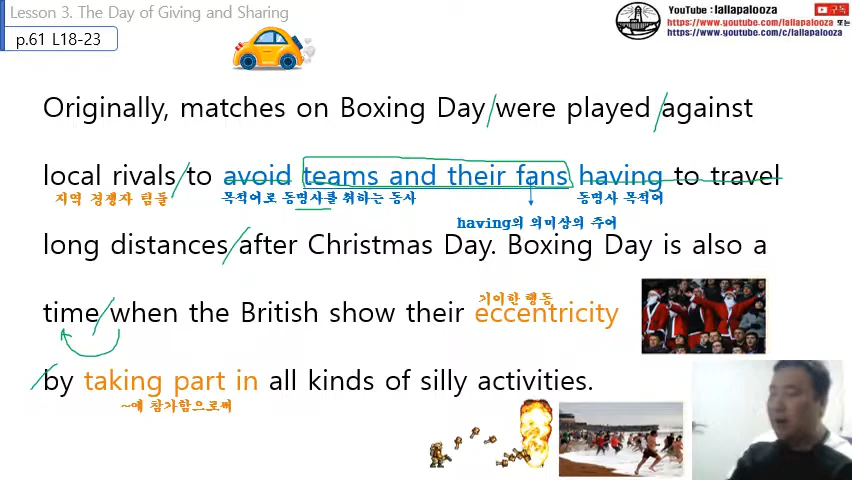 Lesson 3. The Day of Giving and Sharing
p.61 L18-23
YouTube : lallapalooza
구독
https://www.youtube.com/lallapalooza 또는
https://www.youtube.com/c/lallapalooza
Originally, matches on Boxing Day were played against
local rivals to avoid teams and their fans having to travel
지역 경쟁자 팀들
목적어로 동명사를 취하는 동사
동명사 목적어
having의 의미상의 주어
long distances after Christmas Day. Boxing Day is also a
time when the British show their eccentricity
기이한 행동
by taking part in all kinds of silly activities.
~에 참가함으로써